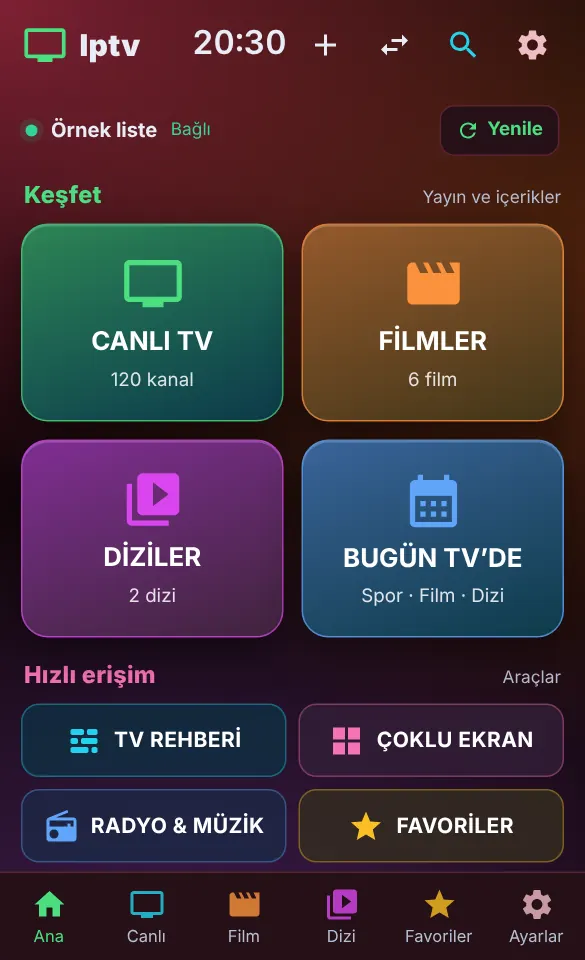 Iptv 20:30
Örnek liste Bağlı Yenile
Keşfet Yayın ve içerikler
CANLI TV
120 kanal
FİLMLER
6 film
DİZİLER
2 dizi
BUGÜN TV’DE
Spor · Film · Dizi
Hızlı erişim Araçlar
TV REHBERİ
ÇOKLU EKRAN
RADYO & MÜZİK
FAVORİLER
Ana Canlı Film Dizi Favoriler Ayarlar